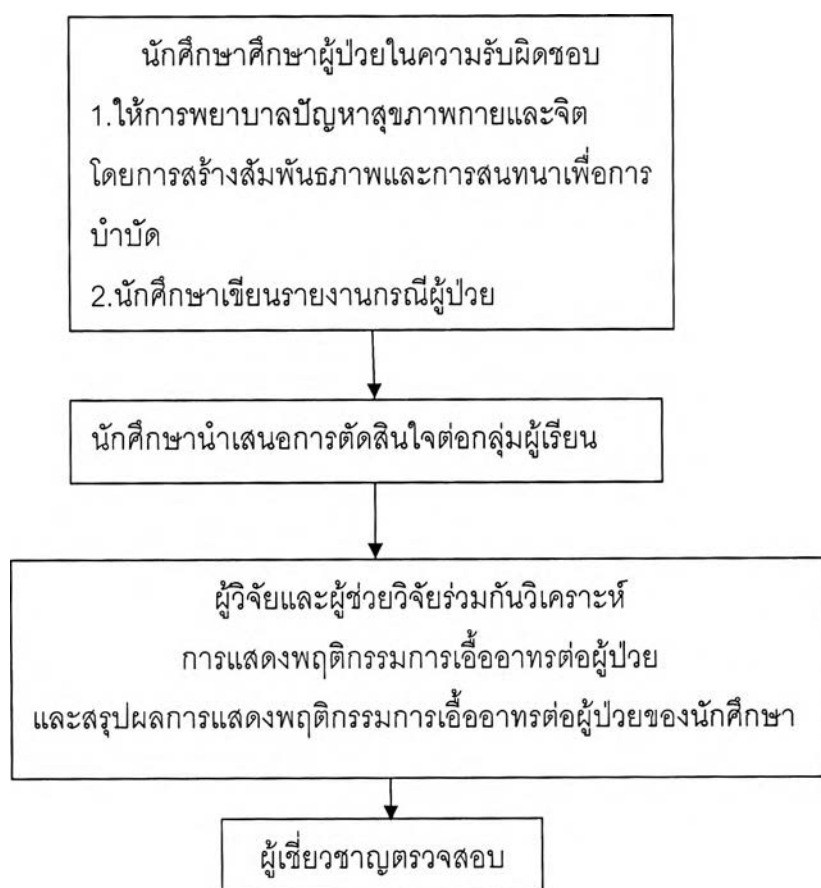 นักศึกษาศึกษาผู้ป่วยในความรับผิดชอบ
1.ให้การพยาบาลปัญหาสุขภาพกายและจิต
โดยการสร้างสัมพันธภาพและการสนทนาเพื่อการ
บำบัด
2.นักศึกษาเขียนรายงานกรณีผู้ป่วย
นักศึกษานำเสนอการตัดสินใจต่อกลุ่มผู้เรียน
ผู้วิจัยและผู้ช่วยวิจัยร่วมกันวิเคราะห์
การแสดงพฤติกรรมการเอื้ออาทรต่อผู้ป่วย
และสรุปผลการแสดงพฤติกรรมการเอื้ออาทรต่อผู้ป่วยของนักศึกษา
ผู้เชี่ยวชาญตรวจสอบ